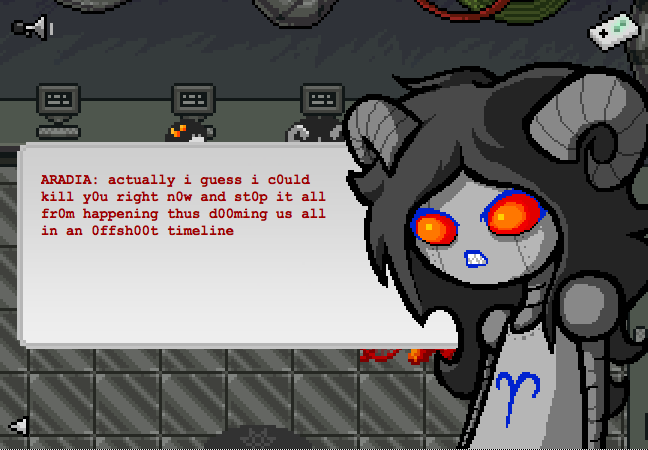 ARADIA: actually i guess i c0uld
kill y0u right n0w and st0p it all
fr0m happening thus d00ming us all
in an 0ffsh00t timeline